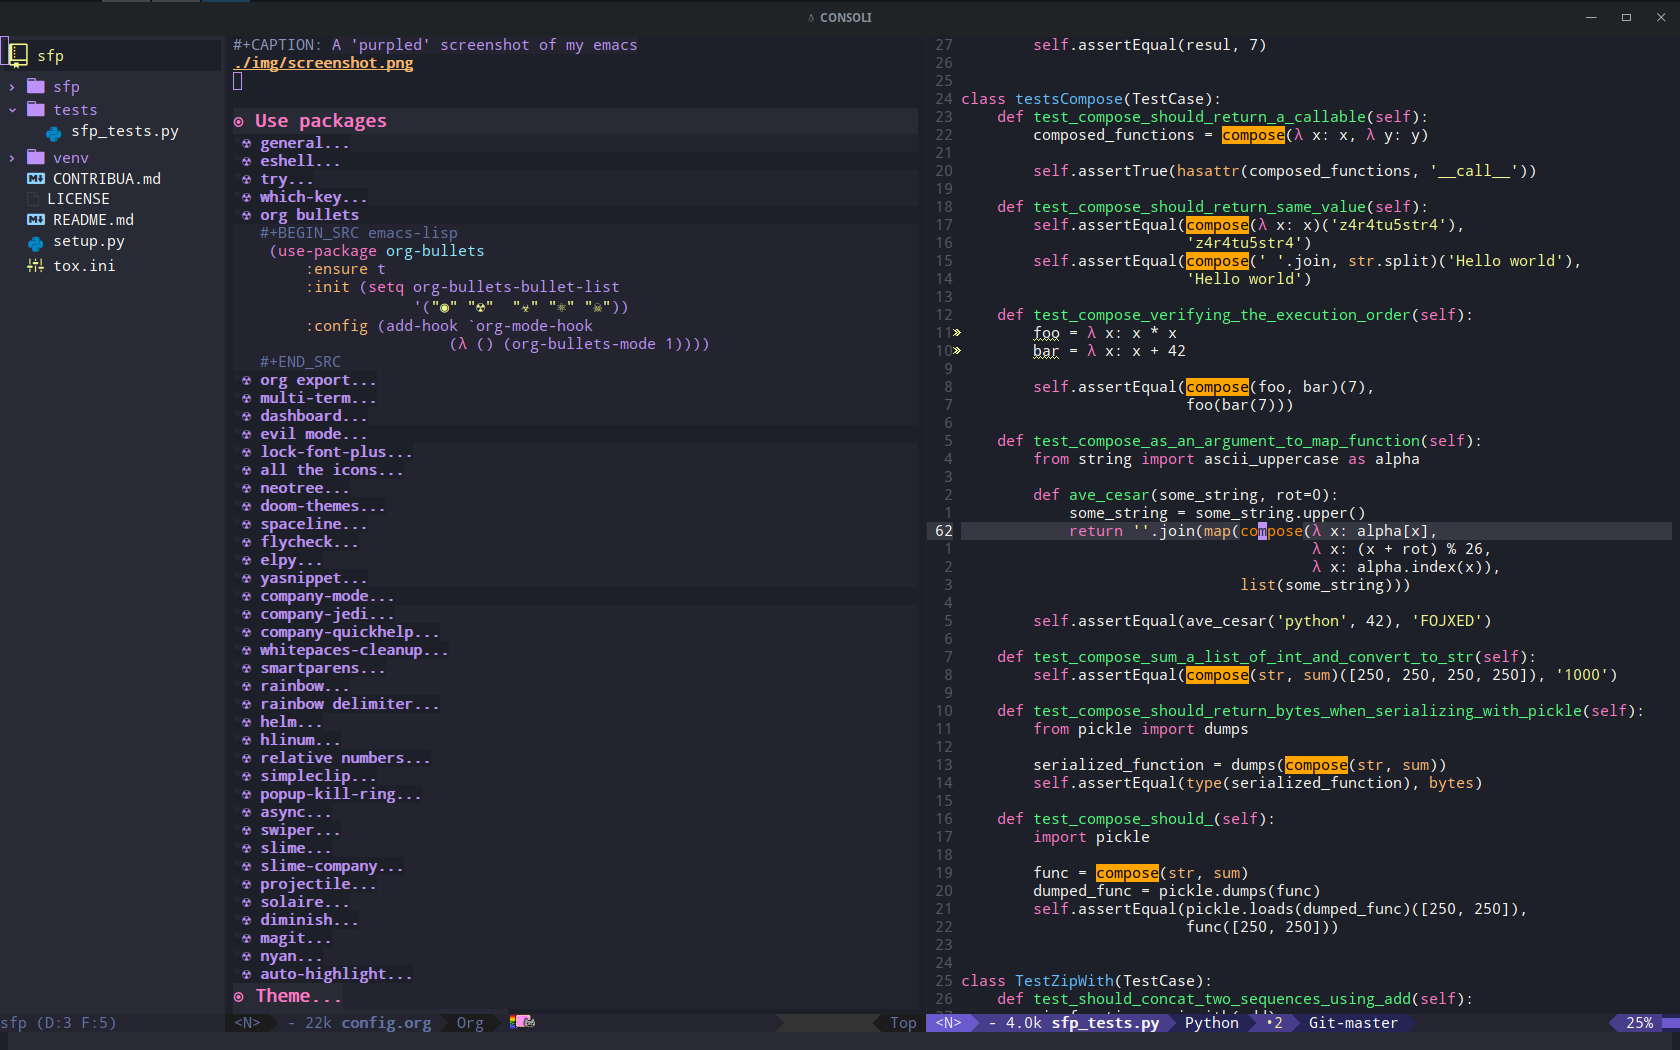 CONSOLI
sfp
sfp
tests
sfp_tests.py
venv
CONTRIBUA.md
LICENSE
README.md
setup.py
tox.ini
sfp (D:3 F:5)
#+CAPTION: A 'purpled' screenshot of my emacs
./img/screenshot.png
◉ Use packages
☢ general...
☢ eshell...
☢ try...
☢ which-key...
☢ org bullets
#+BEGIN_SRC emacs-lisp
(use-package org-bullets
:ensure t
:init (setq org-bullets-bullet-list
'("◉" "☢" "☣" "⚛" "☠"))
:config (add-hook `org-mode-hook
(λ () (org-bullets-mode 1))))
#+END_SRC
☢ org export...
☢ multi-term...
☢ dashboard...
☢ evil mode...
☢ lock-font-plus...
☢ all the icons...
☢ neotree...
☢ doom-themes...
☢ spaceline...
☢ flycheck...
☢ elpy...
☢ yasnippet...
☢ company-mode...
☢ company-jedi...
☢ company-quickhelp...
☢ whitepaces-cleanup...
☢ smartparens...
☢ rainbow...
☢ rainbow delimiter...
☢ helm...
☢ hlinum...
☢ relative numbers...
☢ simpleclip...
☢ popup-kill-ring...
☢ async...
☢ swiper...
☢ slime...
☢ slime-company...
☢ projectile...
☢ solaire...
☢ diminish...
☢ magit...
☢ nyan...
☢ auto-highlight...
◉ Theme...
<N> - 22k config.org Org Top
27 self.assertEqual(resul, 7)
26
25
24 class testsCompose(TestCase):
23 def test_compose_should_return_a_callable(self):
22 composed_functions = compose(λ x: x, λ y: y)
21
20 self.assertTrue(hasattr(composed_functions, '__call__'))
19
18 def test_compose_should_return_same_value(self):
17 self.assertEqual(compose(λ x: x)('z4r4tu5str4'),
16 'z4r4tu5str4')
15 self.assertEqual(compose(' '.join, str.split)('Hello world'),
14 'Hello world')
13
12 def test_compose_verifying_the_execution_order(self):
11» foo = λ x: x * x
10» bar = λ x: x + 42
9
8 self.assertEqual(compose(foo, bar)(7),
7 foo(bar(7)))
6
5 def test_compose_as_an_argument_to_map_function(self):
4 from string import ascii_uppercase as alpha
3
2 def ave_cesar(some_string, rot=0):
1 some_string = some_string.upper()
62 return ''.join(map(compose(λ x: alpha[x],
1 λ x: (x + rot) % 26,
2 λ x: alpha.index(x)),
3 list(some_string)))
4
5 self.assertEqual(ave_cesar('python', 42), 'FOJXED')
6
7 def test_compose_sum_a_list_of_int_and_convert_to_str(self):
8 self.assertEqual(compose(str, sum)([250, 250, 250, 250]), '1000')
9
10 def test_compose_should_return_bytes_when_serializing_with_pickle(self):
11 from pickle import dumps
12
13 serialized_function = dumps(compose(str, sum))
14 self.assertEqual(type(serialized_function), bytes)
15
16 def test_compose_should_(self):
17 import pickle
18
19 func = compose(str, sum)
20 dumped_func = pickle.dumps(func)
21 self.assertEqual(pickle.loads(dumped_func)([250, 250]),
22 func([250, 250]))
23
24
25 class TestZipWith(TestCase):
26 def test_should_concat_two_sequences_using_add(self):
<N> - 4.0k sfp_tests.py Python •2 Git-master 25%